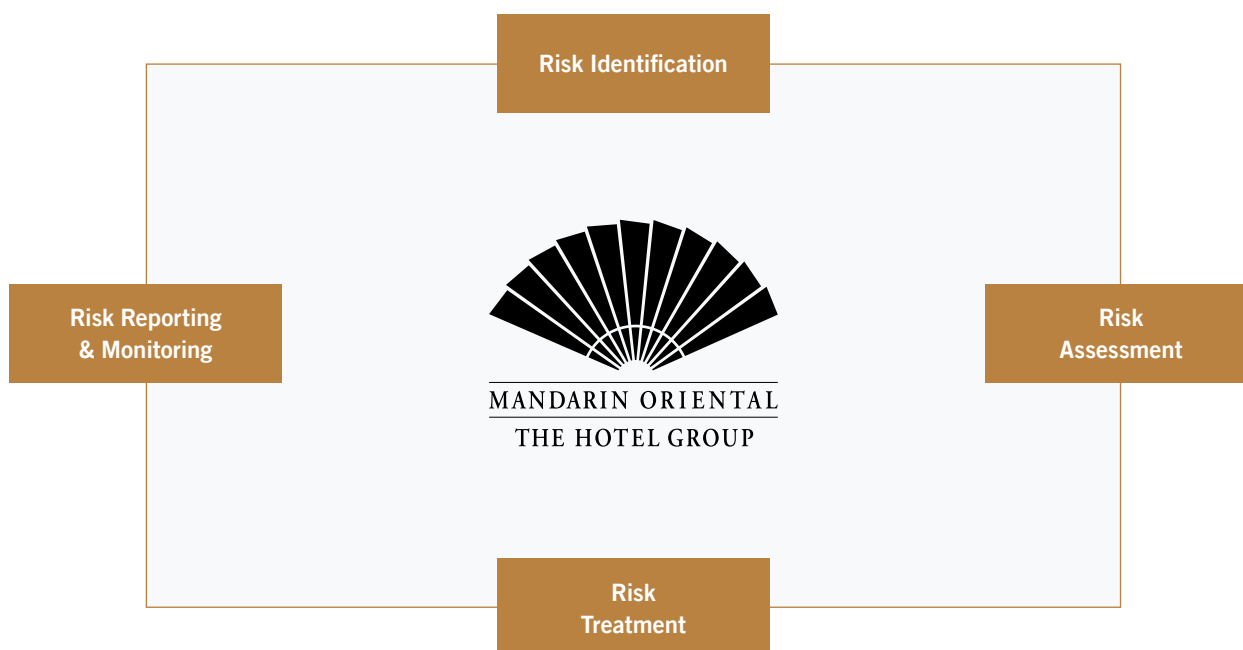 Risk Identification
Risk Reporting
& Monitoring
Risk
Assessment
MANDARIN ORIENTAL
THE HOTEL GROUP
Risk
Treatment